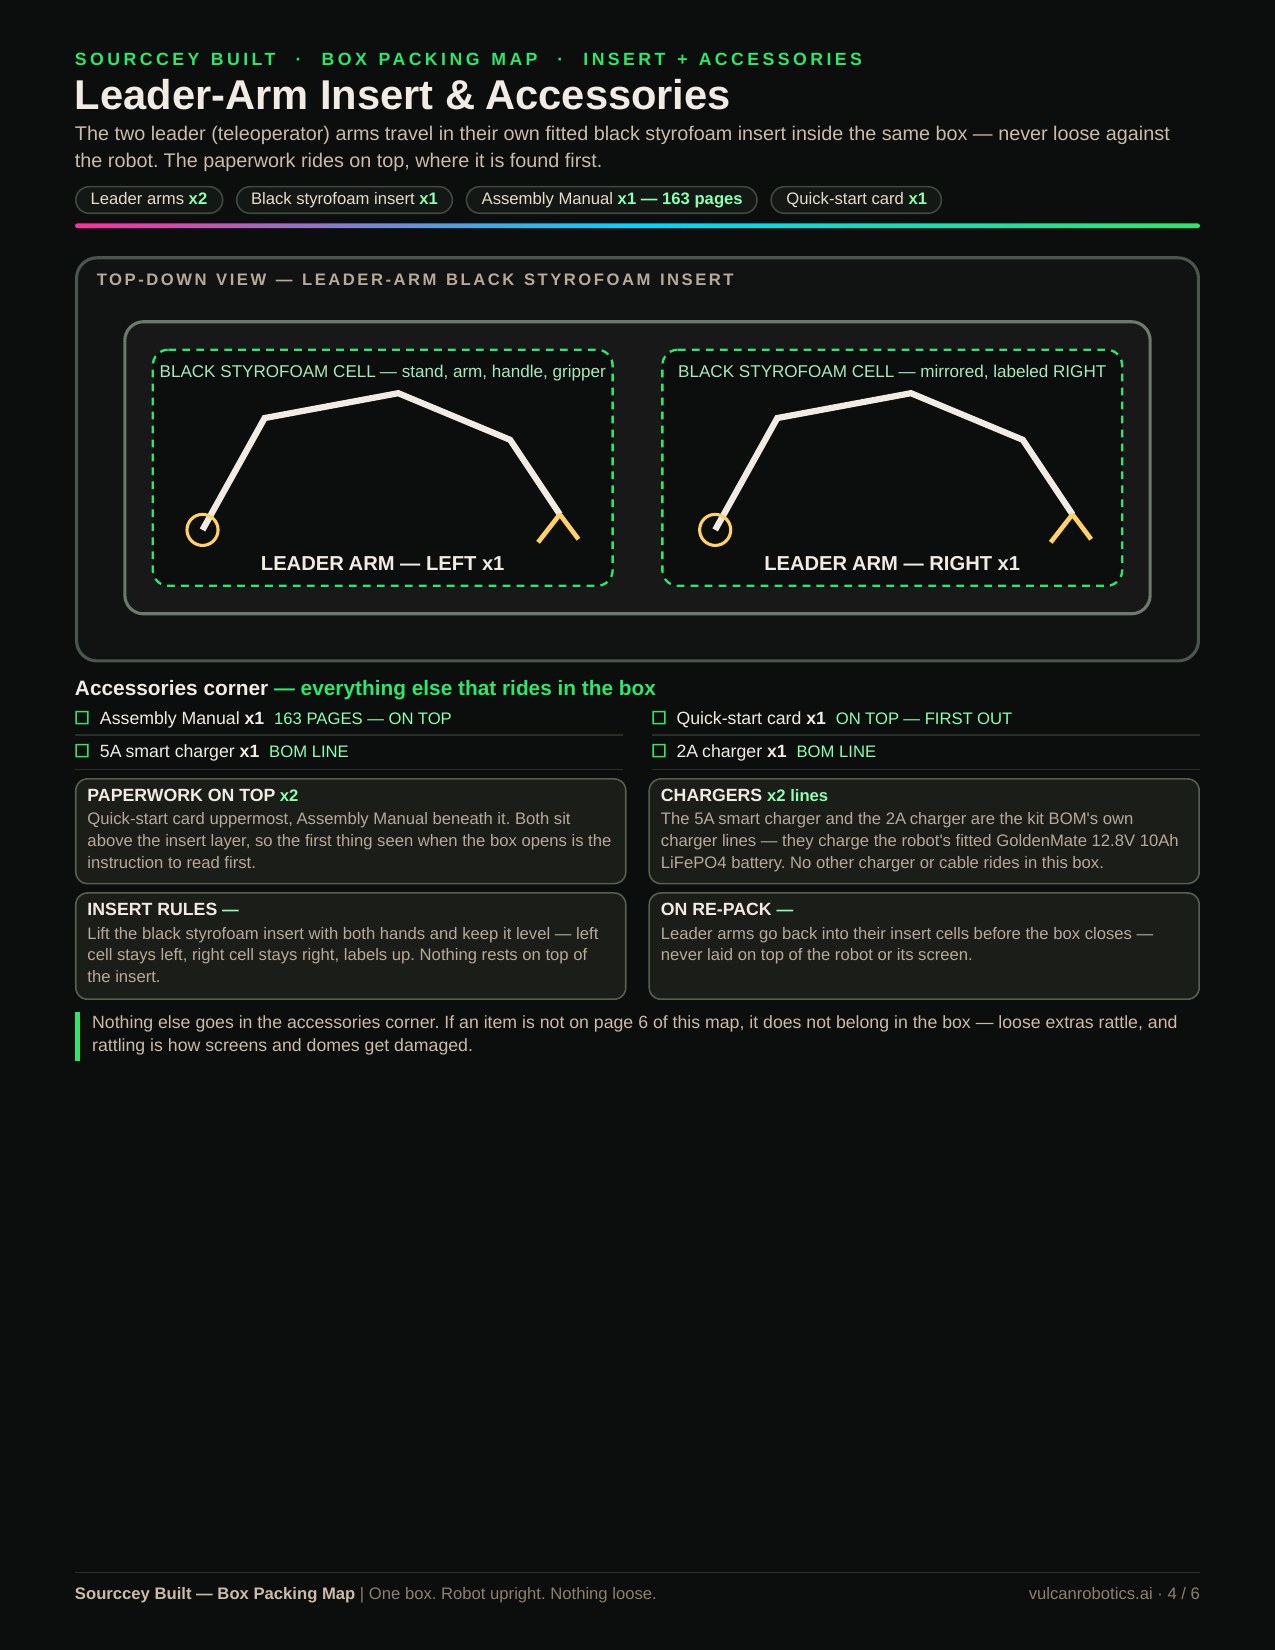 SOURCCEY BUILT · BOX PACKING MAP · INSERT + ACCESSORIES
Leader-Arm Insert & Accessories
The two leader (teleoperator) arms travel in their own fitted black styrofoam insert inside the same box — never loose against
the robot. The paperwork rides on top, where it is found first.
Leader arms x2
Black styrofoam insert x1
Assembly Manual x1 — 163 pages
Quick-start card x1
TOP-DOWN VIEW — LEADER-ARM BLACK STYROFOAM INSERT
BLACK STYROFOAM CELL — stand, arm, handle, gripper
LEADER ARM — LEFT x1
BLACK STYROFOAM CELL — mirrored, labeled RIGHT
LEADER ARM — RIGHT x1
Accessories corner — everything else that rides in the box
Assembly Manual x1 163 PAGES — ON TOP
Quick-start card x1 ON TOP — FIRST OUT
5A smart charger x1 BOM LINE
2A charger x1 BOM LINE
PAPERWORK ON TOP x2
Quick-start card uppermost, Assembly Manual beneath it. Both sit
above the insert layer, so the first thing seen when the box opens is the
instruction to read first.
CHARGERS x2 lines
The 5A smart charger and the 2A charger are the kit BOM's own
charger lines — they charge the robot's fitted GoldenMate 12.8V 10Ah
LiFePO4 battery. No other charger or cable rides in this box.
INSERT RULES —
Lift the black styrofoam insert with both hands and keep it level — left
cell stays left, right cell stays right, labels up. Nothing rests on top of
the insert.
ON RE-PACK —
Leader arms go back into their insert cells before the box closes —
never laid on top of the robot or its screen.
Nothing else goes in the accessories corner. If an item is not on page 6 of this map, it does not belong in the box — loose extras rattle, and
rattling is how screens and domes get damaged.
Sourccey Built — Box Packing Map | One box. Robot upright. Nothing loose.
vulcanrobotics.ai · 4 / 6